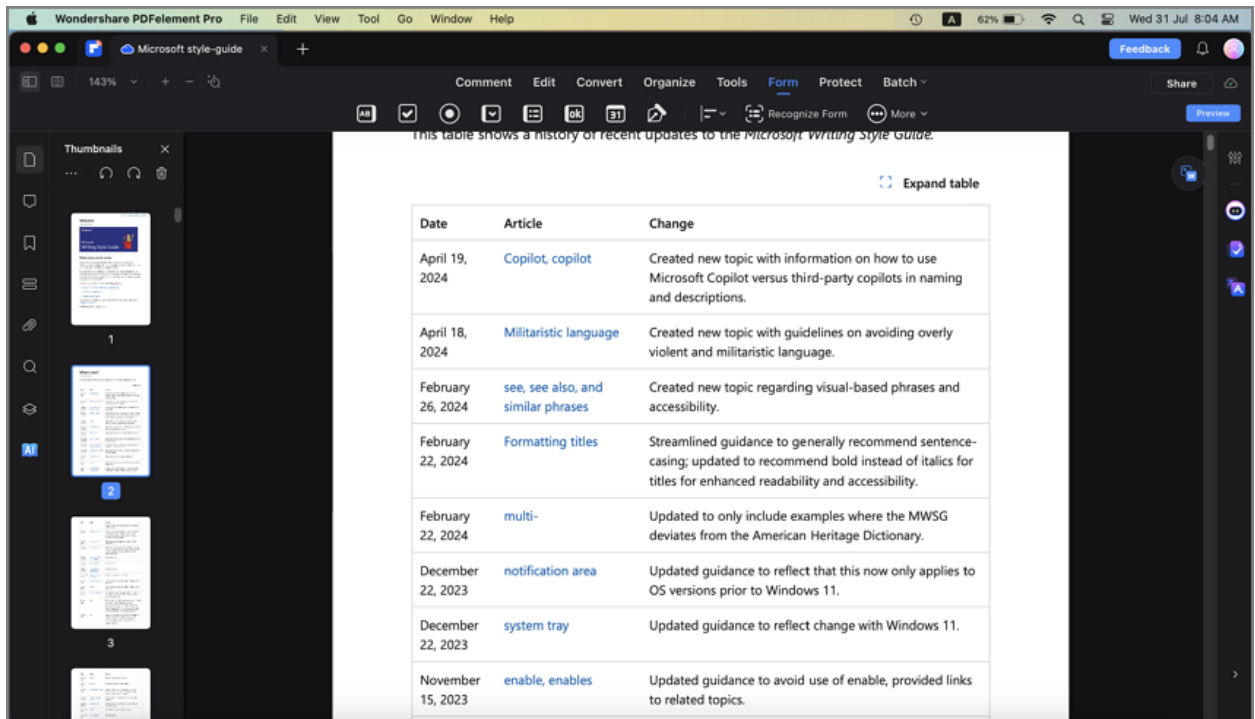 Wondershare PDFelement Pro File Edit View Tool Go Window Help A 62% Wed 31 Jul 8:04 AM
Microsoft style-guide × + Feedback
143% + − Comment Edit Convert Organize Tools Form Protect Batch Share
AB ok 31 Recognize Form More Preview
Thumbnails ×
This table shows a history of recent updates to the Microsoft Writing Style Guide.
Expand table
Date Article Change
April 19, Copilot, copilot Created new topic with information on how to use
2024 Microsoft Copilot versus third-party copilots in naming
and descriptions.
April 18, Militaristic language Created new topic with guidelines on avoiding overly
2024 violent and militaristic language.
February see, see also, and Created new topic regarding visual-based phrases and
26, 2024 similar phrases accessibility.
February Formatting titles Streamlined guidance to generally recommend sentence-
22, 2024 casing; updated to recommend bold instead of italics for
titles for enhanced readability and accessibility.
February multi- Updated to only include examples where the MWSG
22, 2024 deviates from the American Heritage Dictionary.
December notification area Updated guidance to reflect that this now only applies to
22, 2023 OS versions prior to Windows 11.
December system tray Updated guidance to reflect change with Windows 11.
22, 2023
November enable, enables Updated guidance to avoid use of enable, provided links
15, 2023 to related topics.
1
2
3
AI